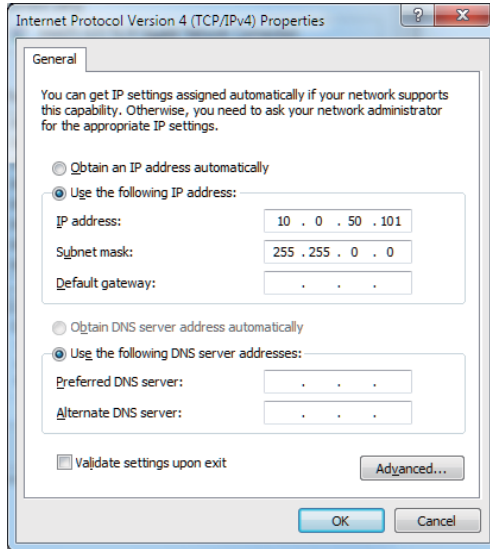 Internet Protocol Version 4 (TCP/IPv4) Properties
? X
General
You can get IP settings assigned automatically if your network supports
this capability. Otherwise, you need to ask your network administrator
for the appropriate IP settings.
Obtain an IP address automatically
Use the following IP address:
IP address: 10 . 0 . 50 . 101
Subnet mask: 255 . 255 . 0 . 0
Default gateway: . . .
Obtain DNS server address automatically
Use the following DNS server addresses:
Preferred DNS server: . . .
Alternate DNS server: . . .
Validate settings upon exit
Advanced...
OK Cancel